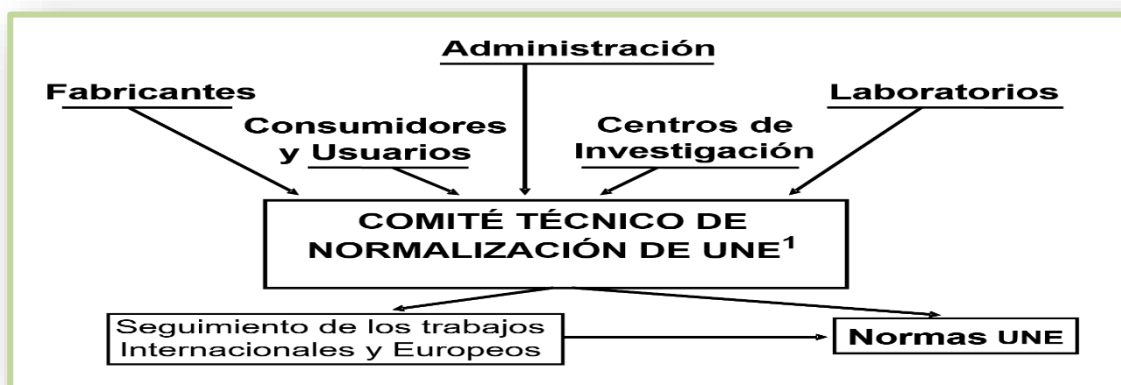 Administración
Fabricantes
Laboratorios
Consumidores
y Usuarios
Centros de
Investigación
COMITÉ TÉCNICO DE
NORMALIZACIÓN DE UNE¹
Seguimiento de los trabajos
Internacionales y Europeos
Normas UNE